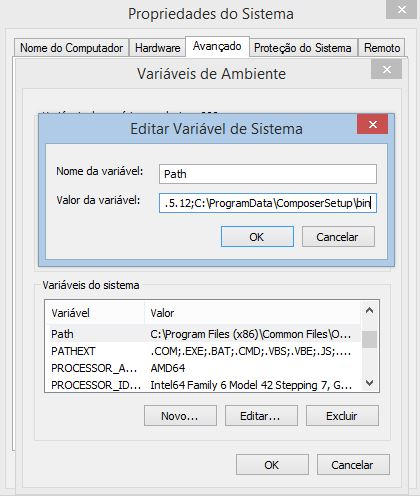 Propriedades do Sistema
Nome do Computador Hardware Avançado Proteção do Sistema Remoto
Variáveis de Ambiente
Editar Variável de Sistema
Nome da variável: Path
Valor da variável: .5.12;C:\ProgramData\ComposerSetup\bin
OK Cancelar
Variáveis do sistema
Variável Valor
Path C:\Program Files (x86)\Common Files\O...
PATHEXT .COM;.EXE;.BAT;.CMD;.VBS;.VBE;.JS;....
PROCESSOR_A... AMD64
PROCESSOR_ID... Intel64 Family 6 Model 42 Stepping 7, G...
Novo... Editar... Excluir
OK Cancelar